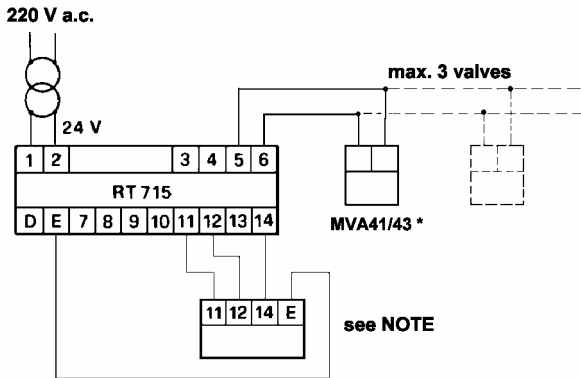 220 V a.c.
max. 3 valves
24 V
1 2 3 4 5 6
RT 715
D E 7 8 9 10 11 12 13 14
MVA41/43 *
11 12 14 E
see NOTE